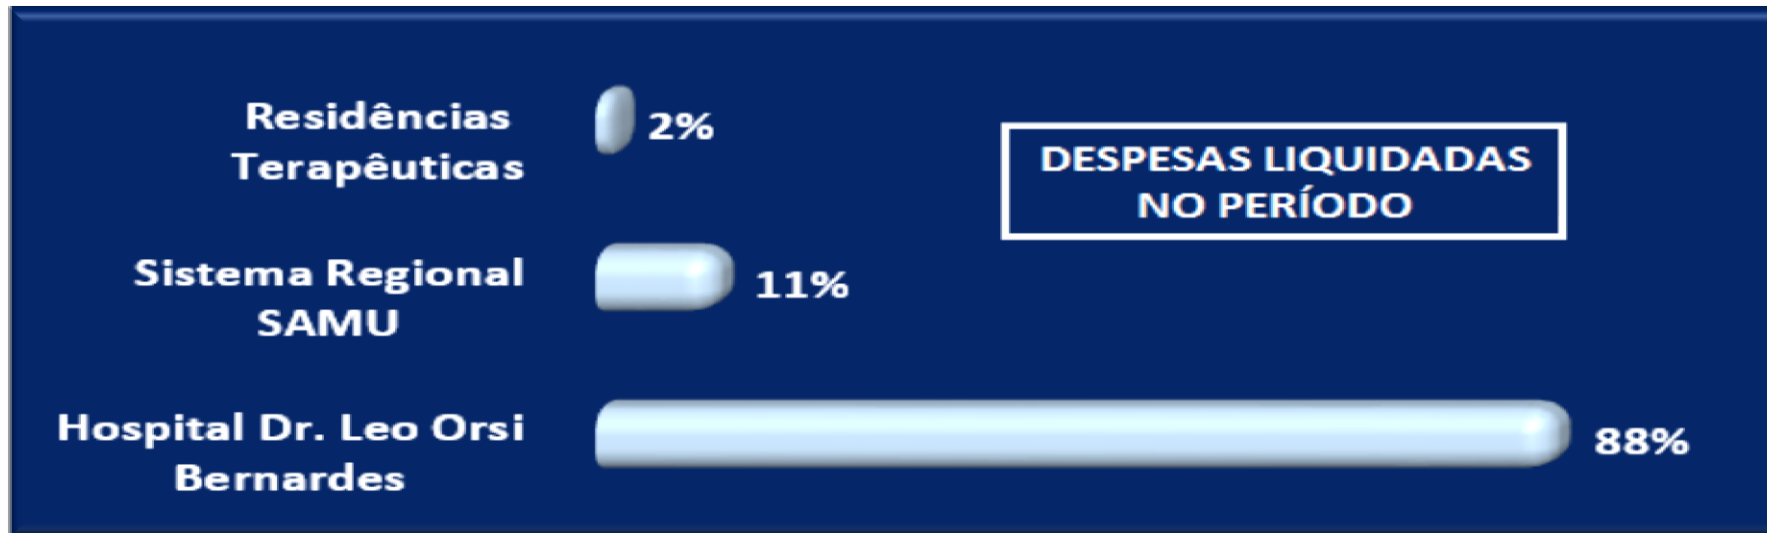 Residências
Terapêuticas
2%
DESPESAS LIQUIDADAS
NO PERÍODO
Sistema Regional
SAMU
11%
Hospital Dr. Leo Orsi
Bernardes
88%